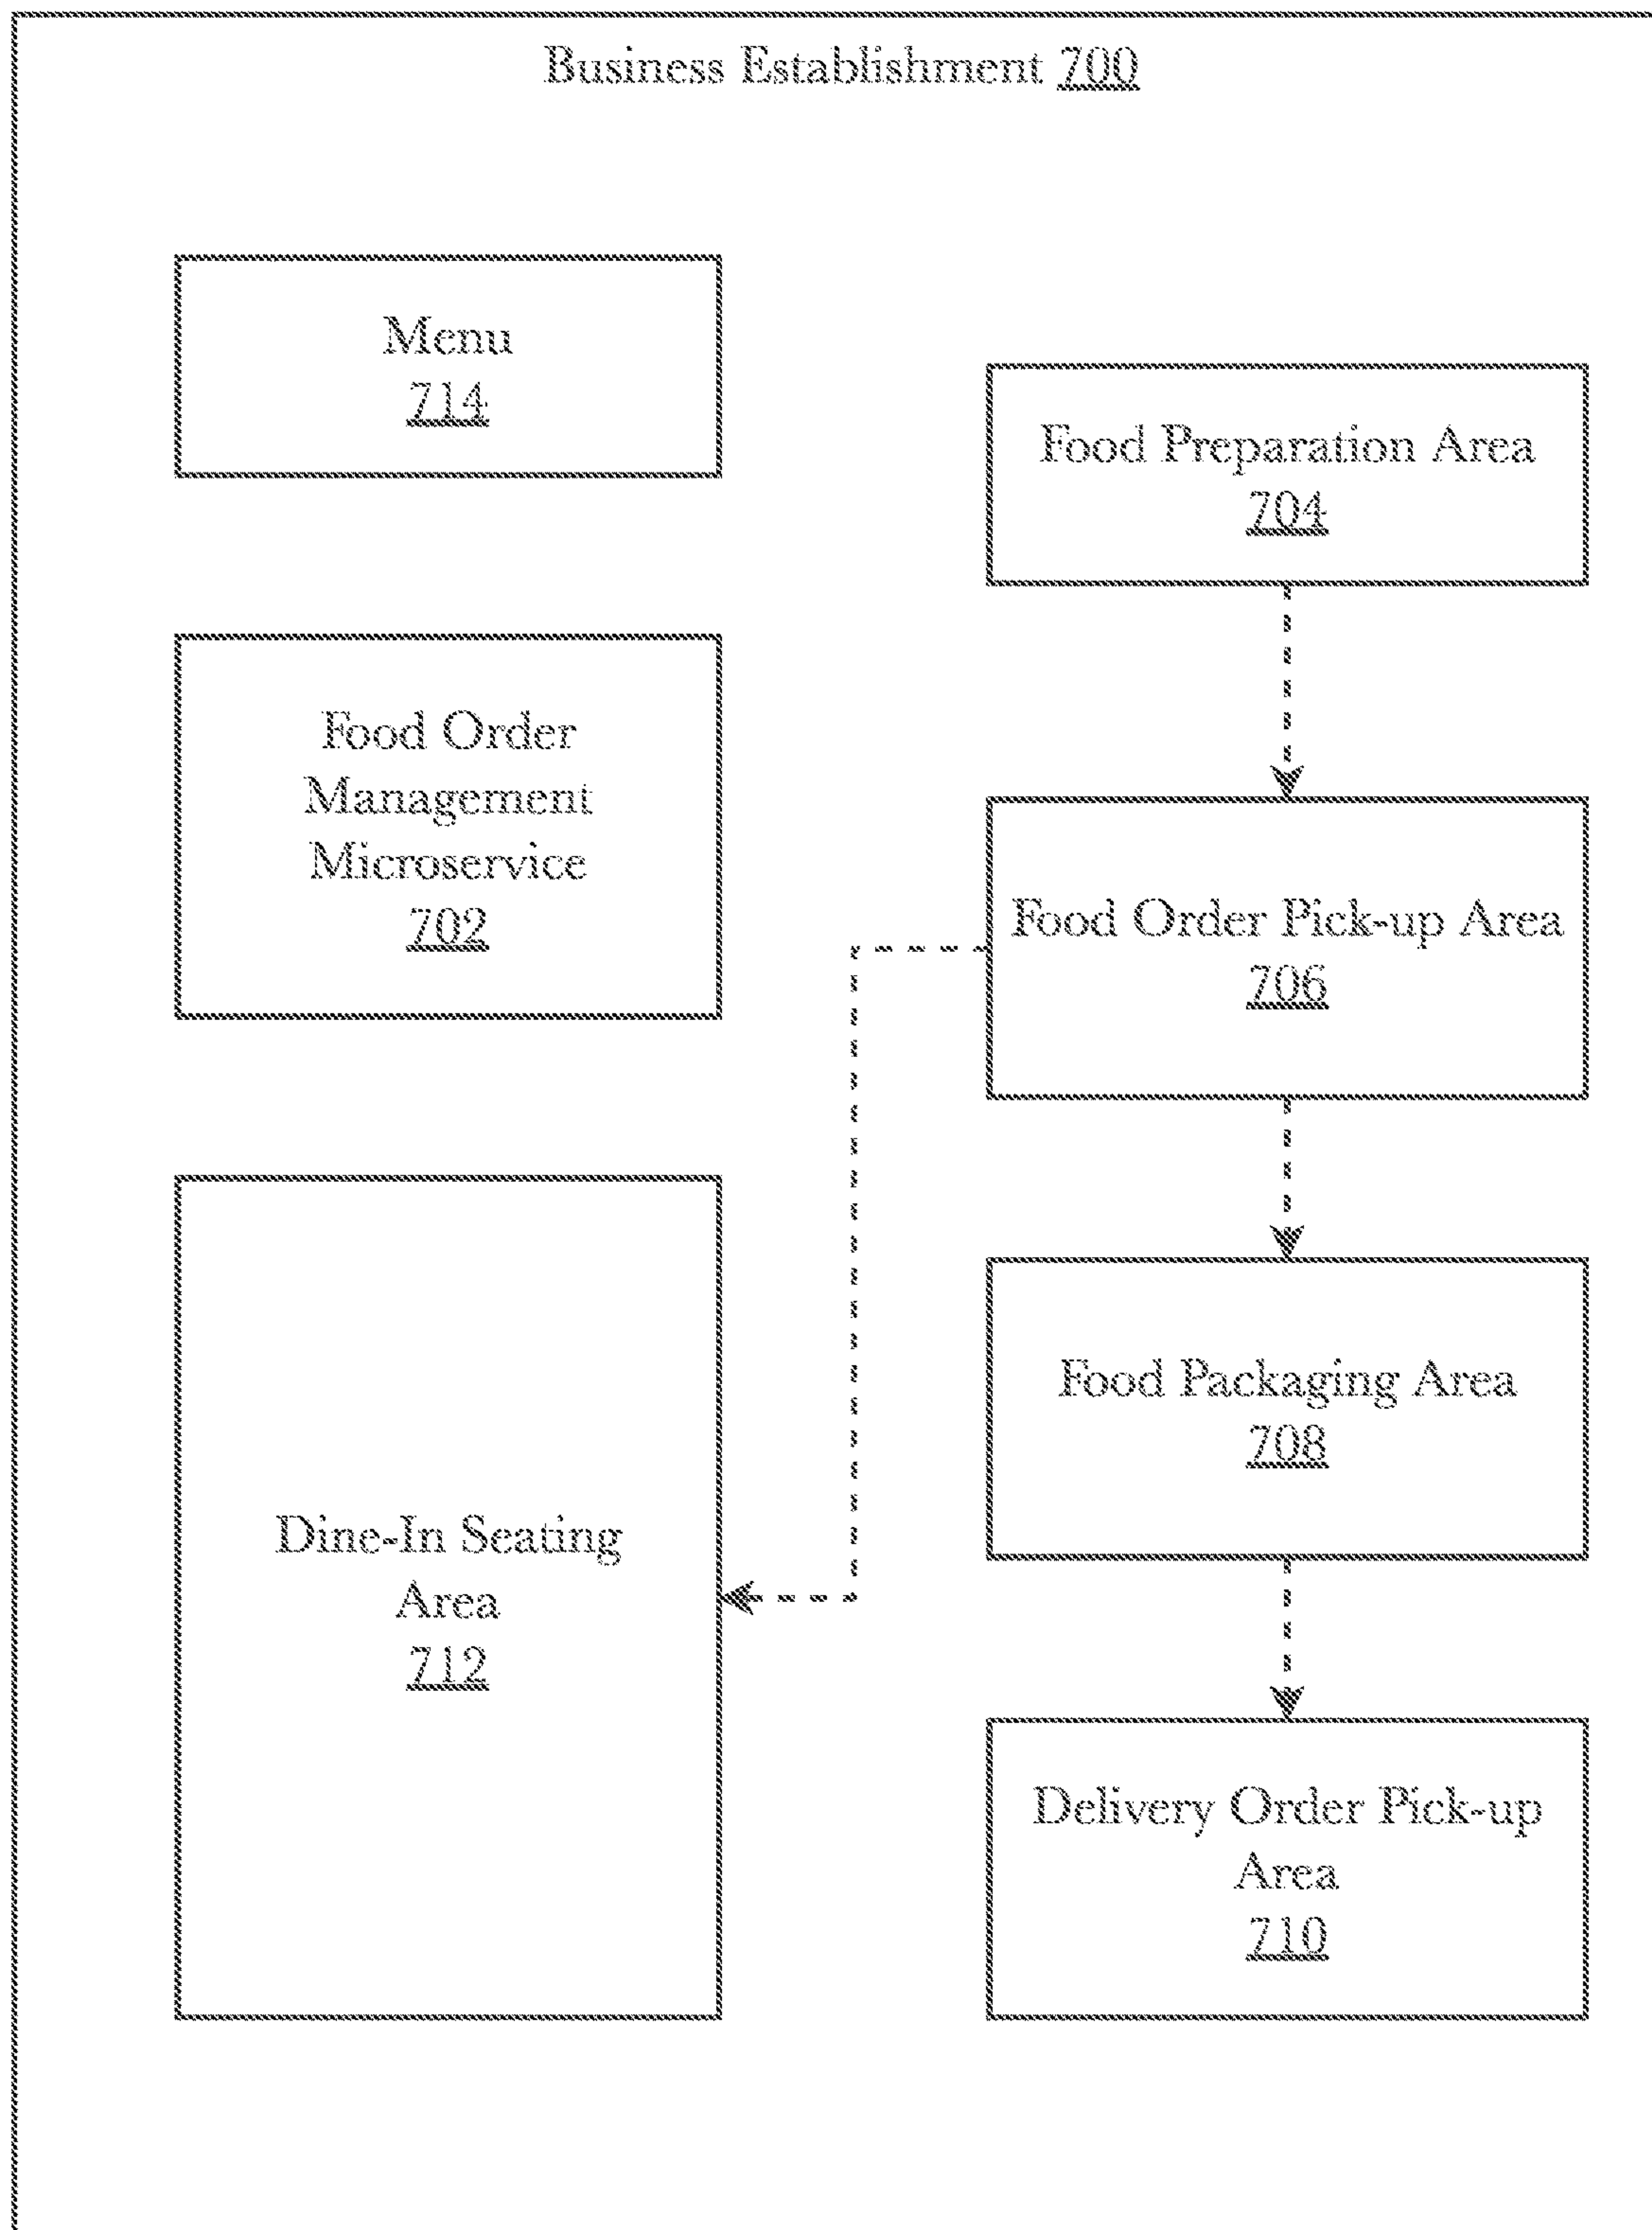 Business Establishment 700
Menu
714
Food Preparation Area
704
Food Order
Management
Microservice
702
Food Order Pick-up Area
706
Food Packaging Area
708
Dine-In Seating
Area
712
Delivery Order Pick-up
Area
710